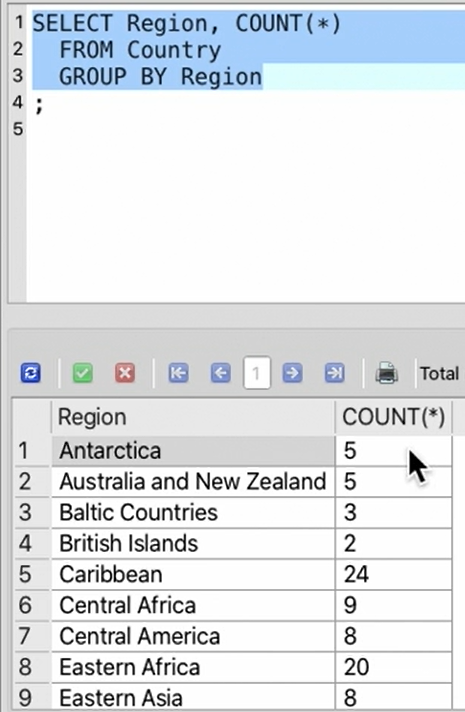 1 SELECT Region, COUNT(*)
2 FROM Country
3 GROUP BY Region
4 ;
5
1 Total
Region COUNT(*)
1 Antarctica 5
2 Australia and New Zealand 5
3 Baltic Countries 3
4 British Islands 2
5 Caribbean 24
6 Central Africa 9
7 Central America 8
8 Eastern Africa 20
9 Eastern Asia 8